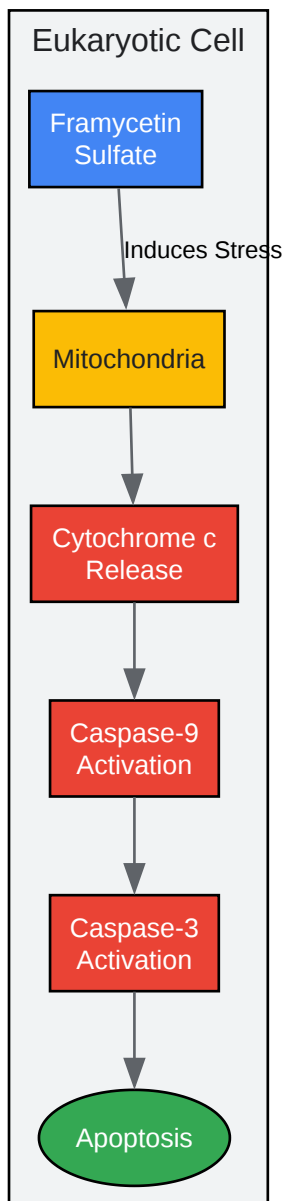 Eukaryotic Cell
Framycetin
Sulfate
Induces Stress
Mitochondria
Cytochrome c
Release
Caspase-9
Activation
Caspase-3
Activation
Apoptosis